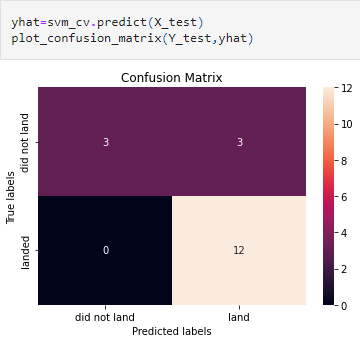 yhat=svm_cv.predict(X_test)
plot_confusion_matrix(Y_test,yhat)
Confusion Matrix
did not land
landed
True labels
3 3
0 12
did not land land
Predicted labels
12
10
8
6
4
2
0